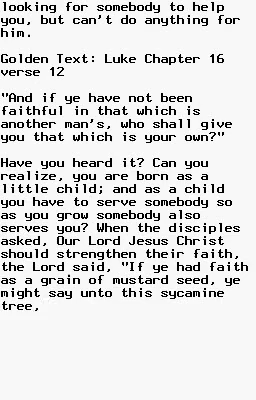 looking for somebody to help
you, but can't do anything for
him.
Golden Text: Luke Chapter 16
verse 12
"And if ye have not been
faithful in that which is
another man's, who shall give
you that which is your own?"
Have you heard it? Can you
realize, you are born as a
little child; and as a child
you have to serve somebody so
as you grow somebody also
serves you? When the disciples
asked, Our Lord Jesus Christ
should strengthen their faith,
the Lord said, "If ye had faith
as a grain of mustard seed, ye
might say unto this sycamine
tree,